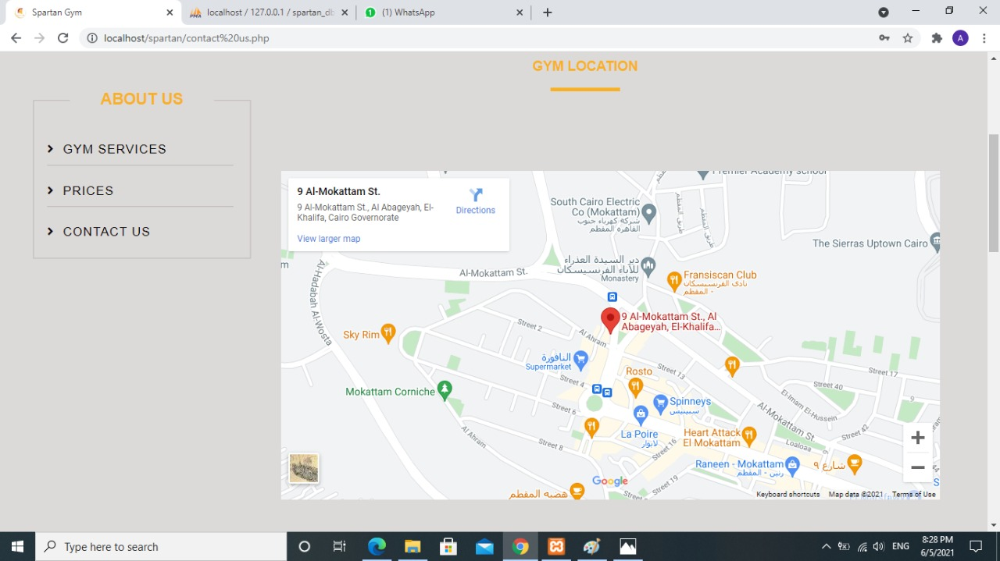 Spartan Gym
localhost / 127.0.0.1 / spartan_db
(1) WhatsApp
localhost/spartan/contact%20us.php
A
GYM LOCATION
ABOUT US
GYM SERVICES
PRICES
CONTACT US
9 Al-Mokattam St.
9 Al-Mokattam St., Al Abageyah, El-
Khalifa, Cairo Governorate
Directions
View larger map
Premier Academy school
South Cairo Electric
Co (Mokattam)
شركة كهرباء جنوب
القاهره المقطم
المقطم
المقطم
The Sierras Uptown Cairo
دير السيدة العذراء
للآباء الفرنسيسكان
Monastery
Al-Mokattam St.
Al Hadabah Al-Wosta
Fransiscan Club
نادى الفرنسيسكان
- المقطم
9 Al-Mokattam St., Al
Abageyah, El-Khalifa...
Street 2
Al Ahram
Sky Rim
النافورة
Supermarket
Rosto
Street 13
Street 17
Street 40
Street 4
Mokattam Corniche
Spinneys
سبينيس
El-Imam El-Hussein
Street 6
Al-Mokattam St.
Street 42
La Poire
لابوار
Heart Attack
El Mokattam
Al Ahram
Street 8
Street 16
Loaloaa
Raneen - Mokattam
رنين - المقطم
شارع ٩
Google
هضبه المقطم
Street 19
Keyboard shortcuts
Map data ©2021
Terms of Use
Type here to search
ENG
8:28 PM
6/5/2021